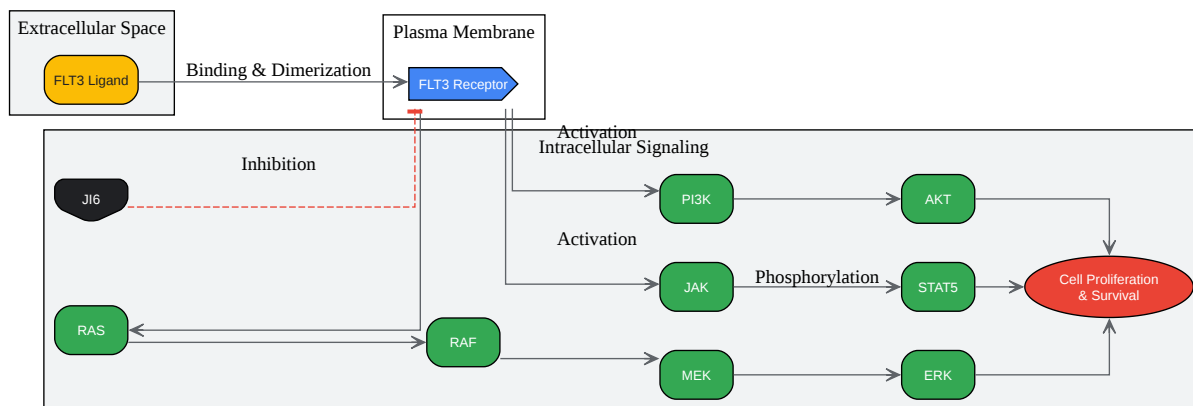 Extracellular Space
Plasma Membrane
FLT3 Ligand
Binding & Dimerization
FLT3 Receptor
Activation
Intracellular Signaling
Inhibition
JI6
PI3K
AKT
Activation
JAK
Phosphorylation
STAT5
Cell Proliferation
& Survival
RAS
RAF
MEK
ERK